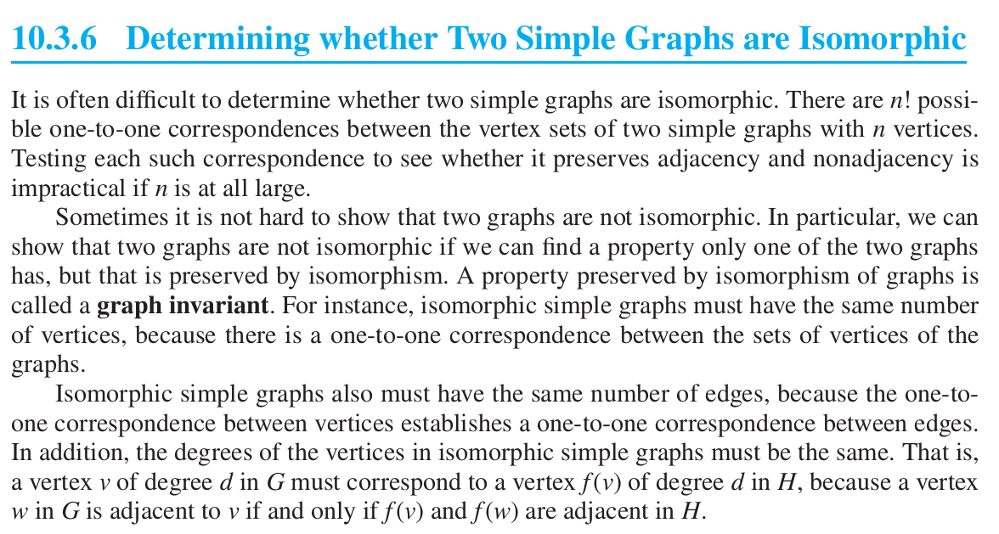 10.3.6 Determining whether Two Simple Graphs are Isomorphic
It is often difficult to determine whether two simple graphs are isomorphic. There are n! possi-
ble one-to-one correspondences between the vertex sets of two simple graphs with n vertices.
Testing each such correspondence to see whether it preserves adjacency and nonadjacency is
impractical if n is at all large.
Sometimes it is not hard to show that two graphs are not isomorphic. In particular, we can
show that two graphs are not isomorphic if we can find a property only one of the two graphs
has, but that is preserved by isomorphism. A property preserved by isomorphism of graphs is
called a graph invariant. For instance, isomorphic simple graphs must have the same number
of vertices, because there is a one-to-one correspondence between the sets of vertices of the
graphs.
Isomorphic simple graphs also must have the same number of edges, because the one-to-
one correspondence between vertices establishes a one-to-one correspondence between edges.
In addition, the degrees of the vertices in isomorphic simple graphs must be the same. That is,
a vertex v of degree d in G must correspond to a vertex f(v) of degree d in H, because a vertex
w in G is adjacent to v if and only if f(v) and f(w) are adjacent in H.